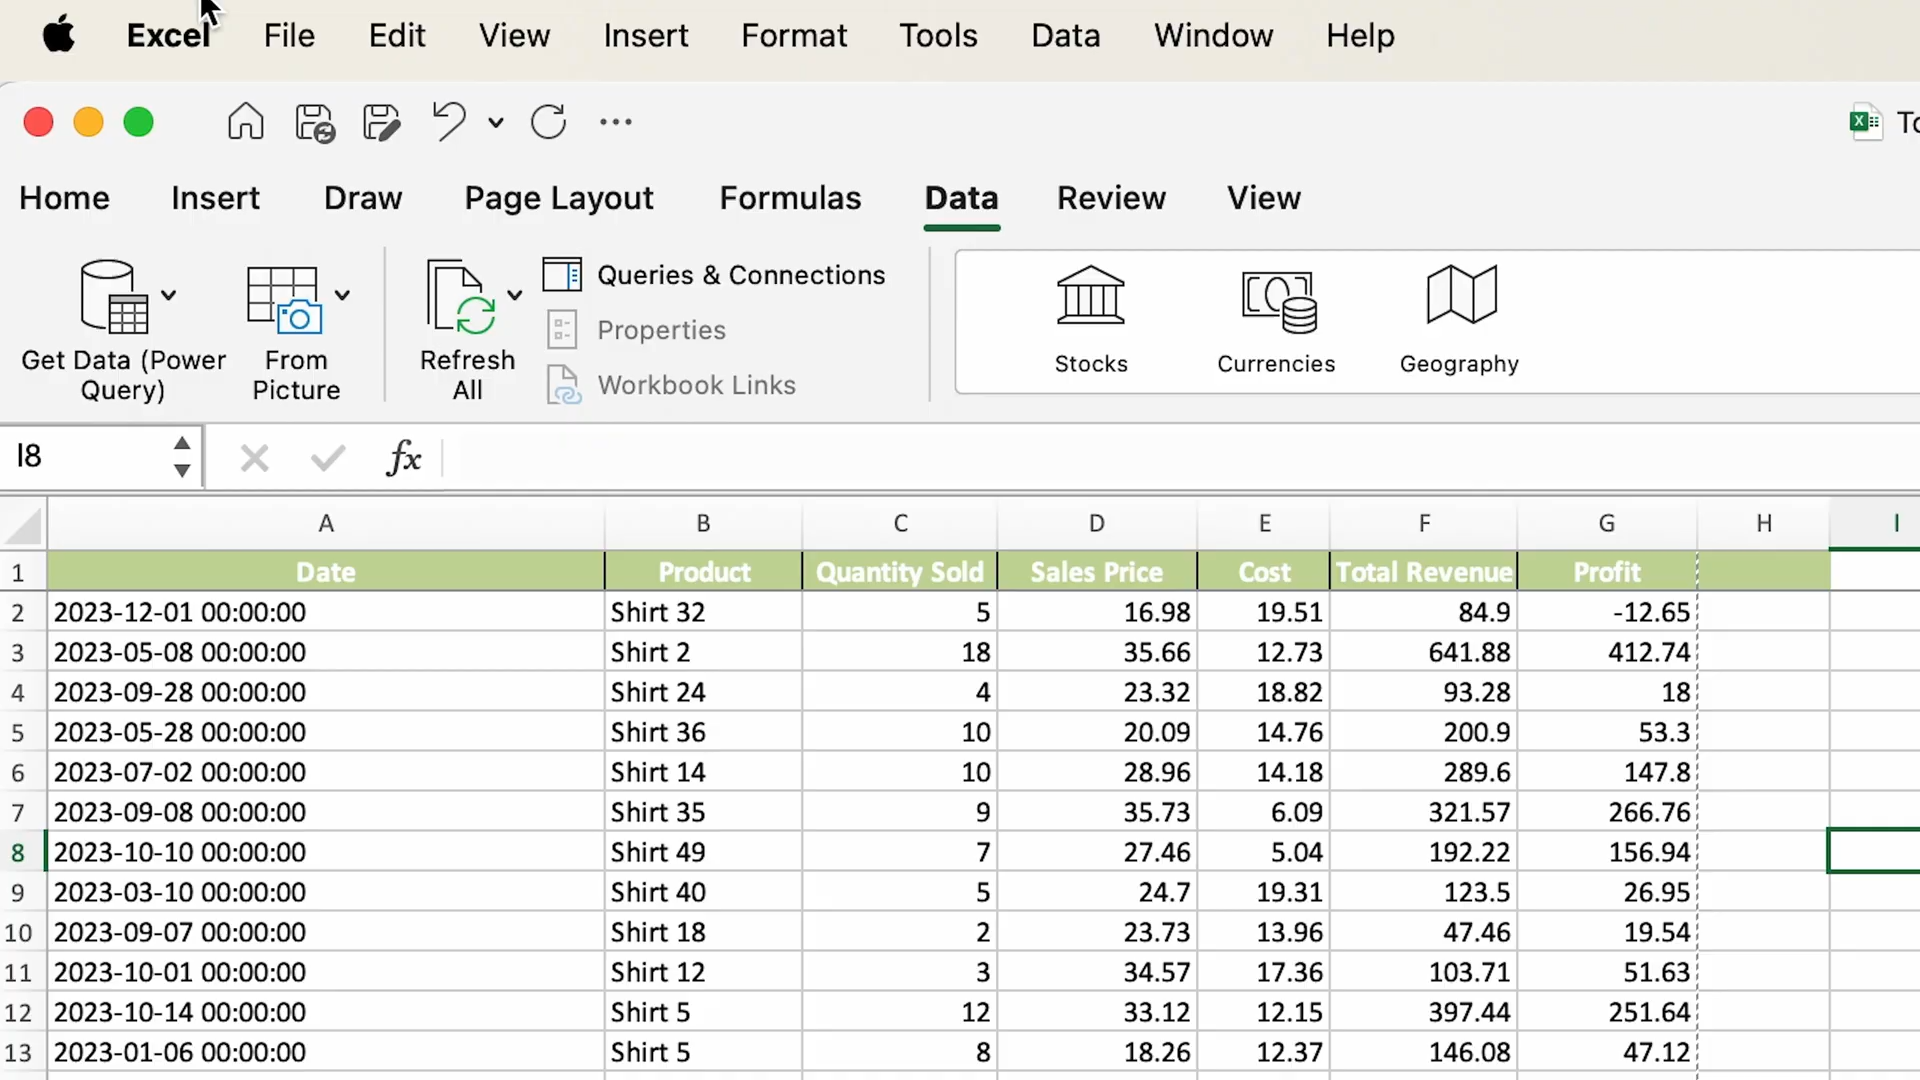 Excel File Edit View Insert Format Tools Data Window Help
Home Insert Draw Page Layout Formulas Data Review View
Get Data (Power Query)
From Picture
Refresh All
Queries & Connections
Properties
Workbook Links
Stocks
Currencies
Geography
I8
fx
A B C D E F G H I
1 Date Product Quantity Sold Sales Price Cost Total Revenue Profit
2 2023-12-01 00:00:00 Shirt 32 5 16.98 19.51 84.9 -12.65
3 2023-05-08 00:00:00 Shirt 2 18 35.66 12.73 641.88 412.74
4 2023-09-28 00:00:00 Shirt 24 4 23.32 18.82 93.28 18
5 2023-05-28 00:00:00 Shirt 36 10 20.09 14.76 200.9 53.3
6 2023-07-02 00:00:00 Shirt 14 10 28.96 14.18 289.6 147.8
7 2023-09-08 00:00:00 Shirt 35 9 35.73 6.09 321.57 266.76
8 2023-10-10 00:00:00 Shirt 49 7 27.46 5.04 192.22 156.94
9 2023-03-10 00:00:00 Shirt 40 5 24.7 19.31 123.5 26.95
10 2023-09-07 00:00:00 Shirt 18 2 23.73 13.96 47.46 19.54
11 2023-10-01 00:00:00 Shirt 12 3 34.57 17.36 103.71 51.63
12 2023-10-14 00:00:00 Shirt 5 12 33.12 12.15 397.44 251.64
13 2023-01-06 00:00:00 Shirt 5 8 18.26 12.37 146.08 47.12